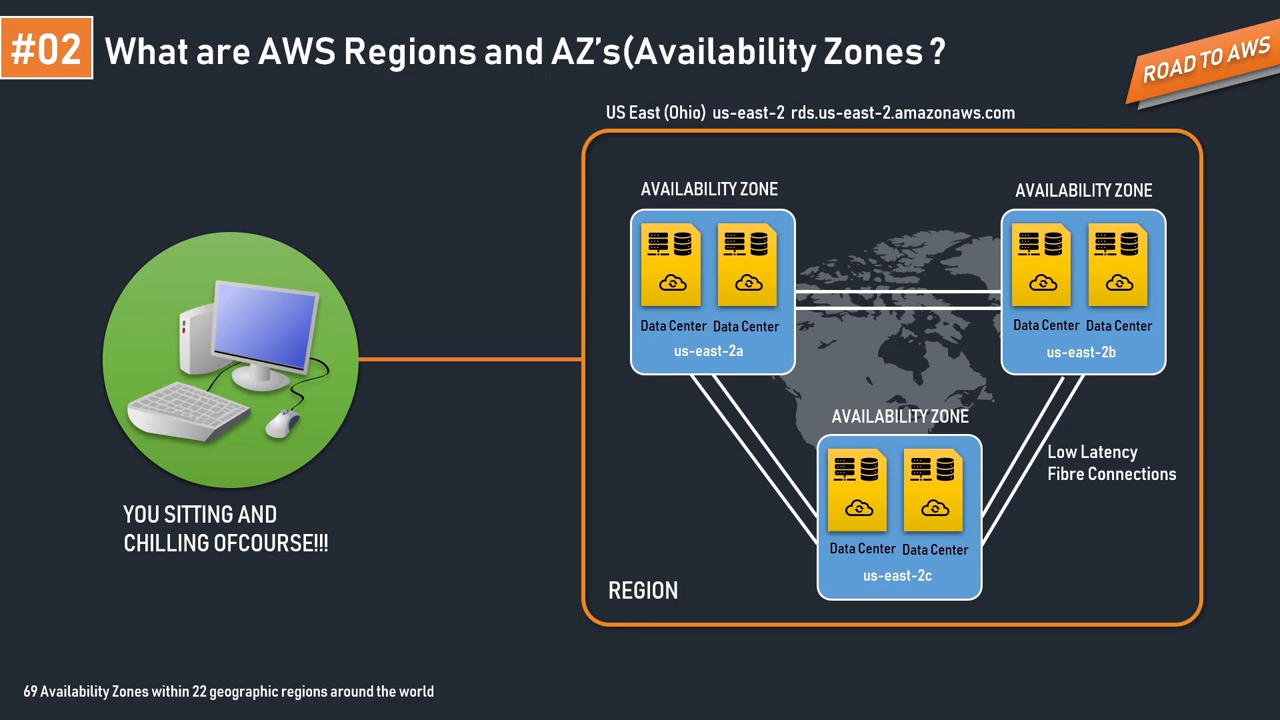 #02 What are AWS Regions and AZ's(Availability Zones ?
ROAD TO AWS
US East (Ohio) us-east-2 rds.us-east-2.amazonaws.com
AVAILABILITY ZONE
Data Center Data Center
us-east-2a
AVAILABILITY ZONE
Data Center Data Center
us-east-2b
AVAILABILITY ZONE
Data Center Data Center
us-east-2c
Low Latency
Fibre Connections
REGION
YOU SITTING AND
CHILLING OFCOURSE!!!
69 Availability Zones within 22 geographic regions around the world